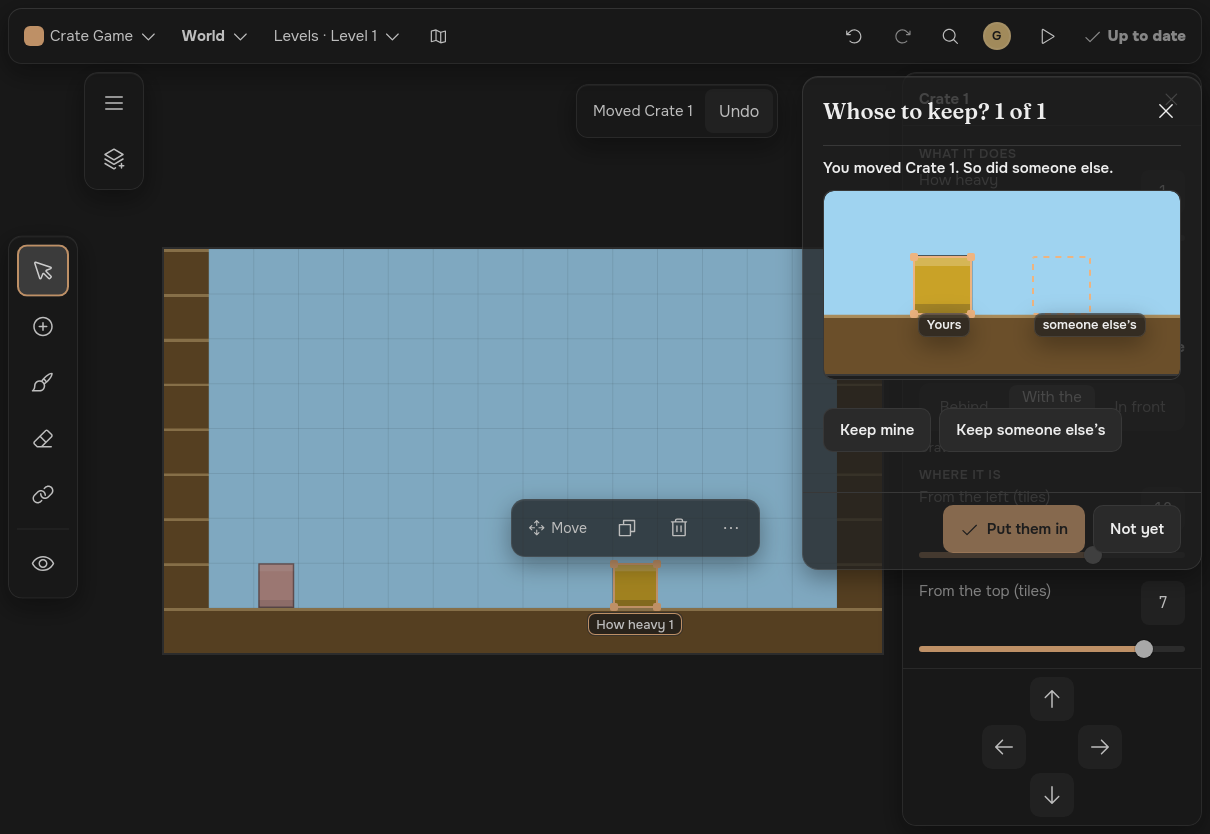 Crate Game
World
Levels · Level 1
G
Up to date
Moved Crate 1
Undo
Crate 1
Whose to keep? 1 of 1
WHAT IT DOES
You moved Crate 1. So did someone else.
How heavy
1
Yours
someone else's
Behind
With the
In front
Keep mine
Keep someone else's
WHERE IT IS
From the left (tiles)
Put them in
Not yet
Move
How heavy 1
From the top (tiles)
7